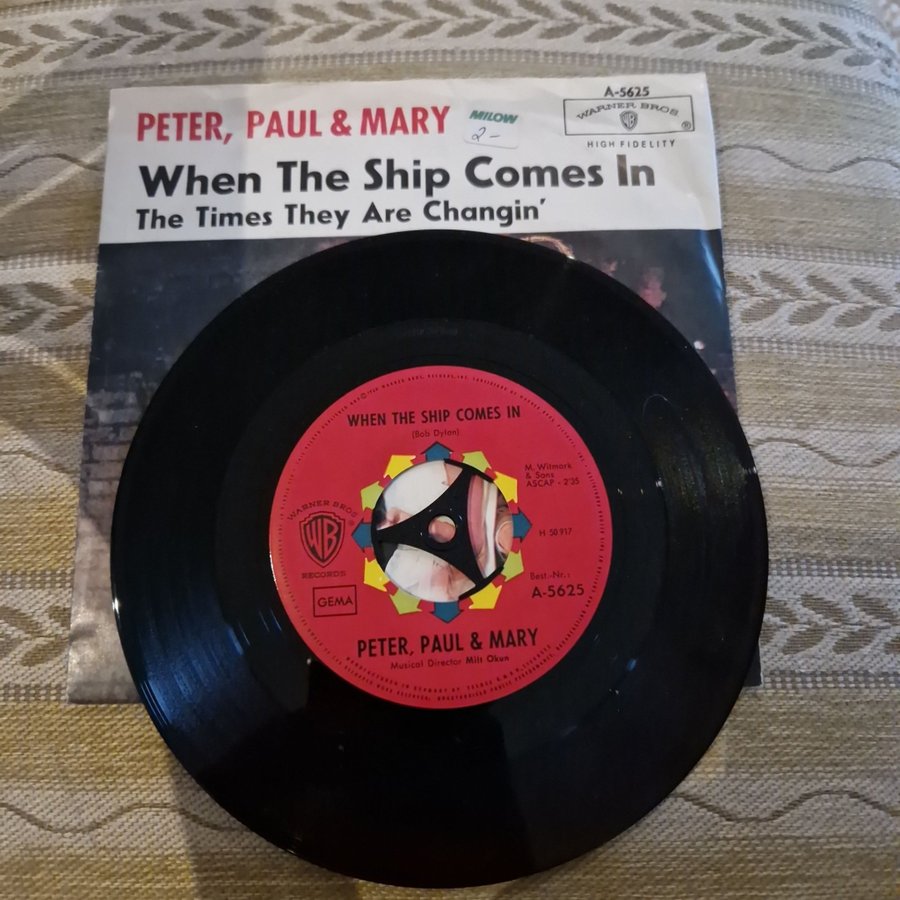 A-5625
PETER, PAUL & MARY
MILOW
2-
WARNER BROS
WB
®
HIGH FIDELITY
When The Ship Comes In
The Times They Are Changin'
WHEN THE SHIP COMES IN
(Bob Dylan)
M. Witmark
& Sons
ASCAP - 2'35
WARNER BROS
®
WB
RECORDS
H 50 917
GEMA
Best.-Nr.:
A-5625
PETER, PAUL & MARY
Musical Director Milt Okun